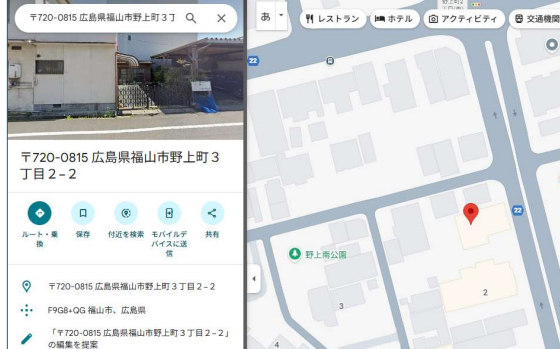 〒720-0815 広島県福山市野上町3丁
あ
レストラン
ホテル
アクティビティ
交通機関
22
〒720-0815 広島県福山市野上町3
丁目2−2
ルート・乗
換
保存
付近を検索
モバイルデ
バイスに送
信
共有
〒720-0815 広島県福山市野上町3丁目2−2
F9G8+QG 福山市、広島県
「〒720-0815 広島県福山市野上町3丁目2−2」
の編集を提案
22
野上南公園
2
3
4